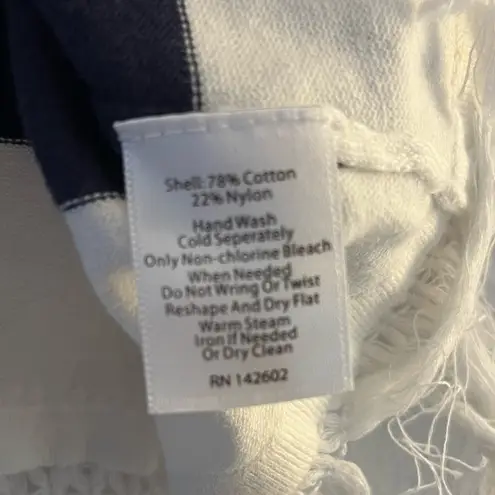 Shell: 78% Cotton
22% Nylon
Hand Wash
Cold Seperately
Only Non-chlorine Bleach
When Needed
Do Not Wring Or Twist
Reshape And Dry Flat
Warm Steam
Iron If Needed
Or Dry Clean
RN 142602